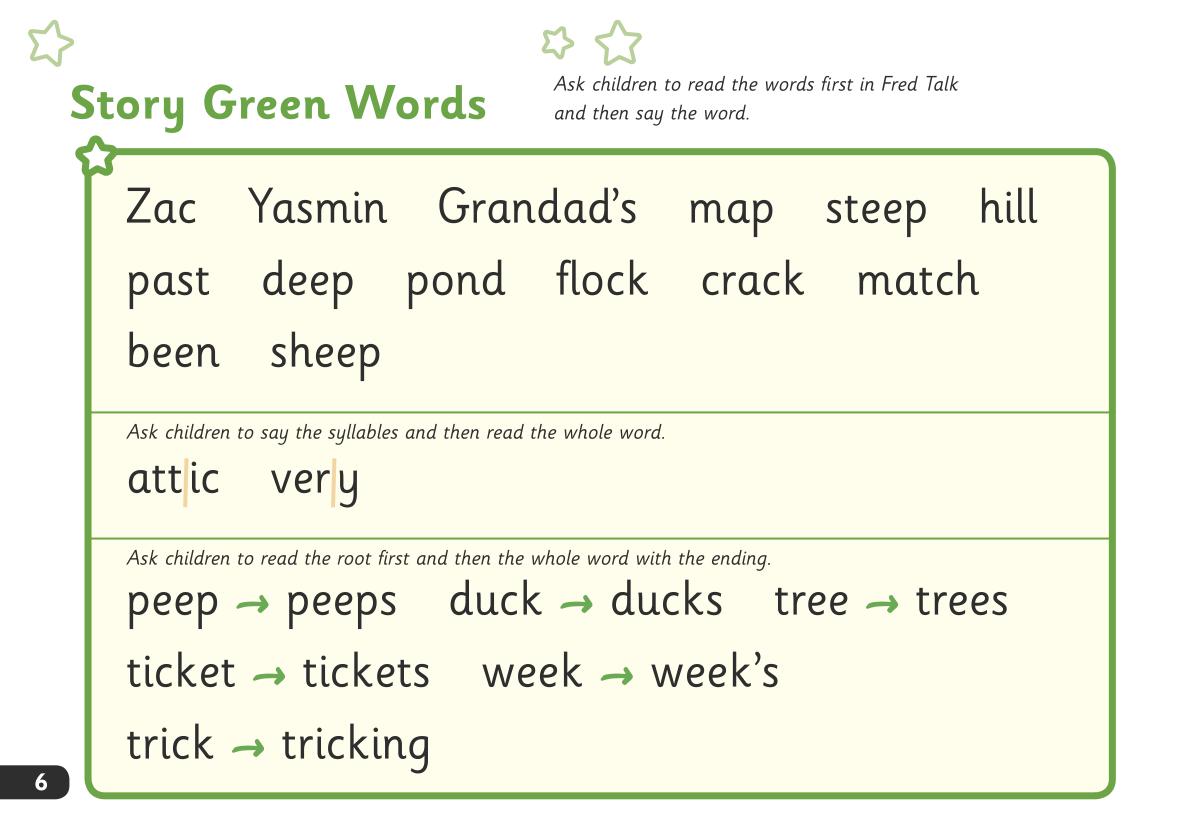 Story Green Words
Ask children to read the words first in Fred Talk
and then say the word.
Zac Yasmin Grandad’s map steep hill
past deep pond flock crack match
been sheep
Ask children to say the syllables and then read the whole word.
att|ic ver|y
Ask children to read the root first and then the whole word with the ending.
peep → peeps duck → ducks tree → trees
ticket → tickets week → week’s
trick → tricking
6